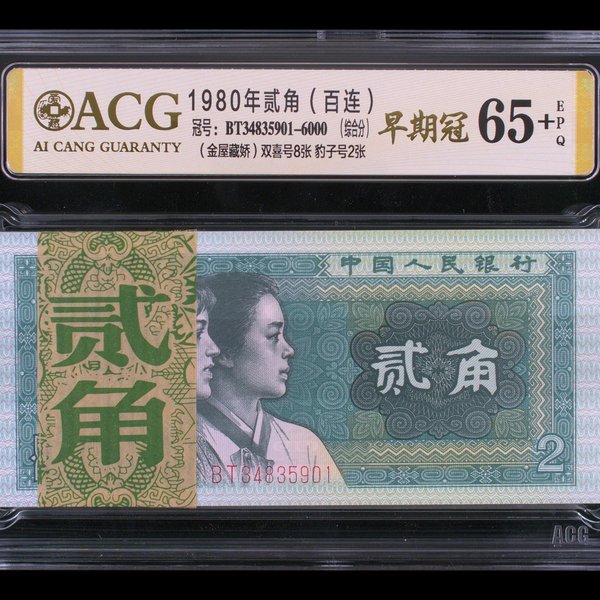 ACG
AI CANG GUARANTY
1980年贰角（百连）
冠号：BT34835901-6000 （综合分）
（金屋藏娇）双喜号8张 豹子号2张
早期冠 65+
EPQ
中国人民银行
贰角
贰角
BT34835901
2
ACG